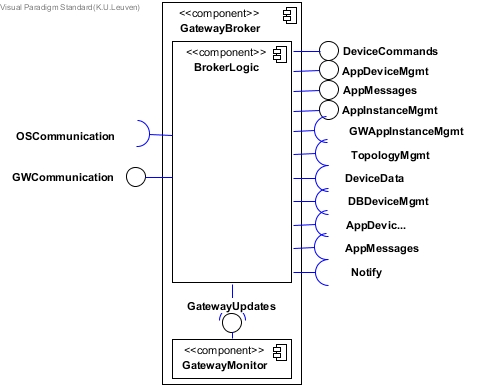 Visual Paradigm Standard(K.U.Leuven)
<<component>>
GatewayBroker
<<component>>
BrokerLogic
DeviceCommands
AppDeviceMgmt
AppMessages
AppInstanceMgmt
GWAppInstanceMgmt
OSCommunication
TopologyMgmt
GWCommunication
DeviceData
DBDeviceMgmt
AppDevic...
AppMessages
Notify
GatewayUpdates
<<component>>
GatewayMonitor